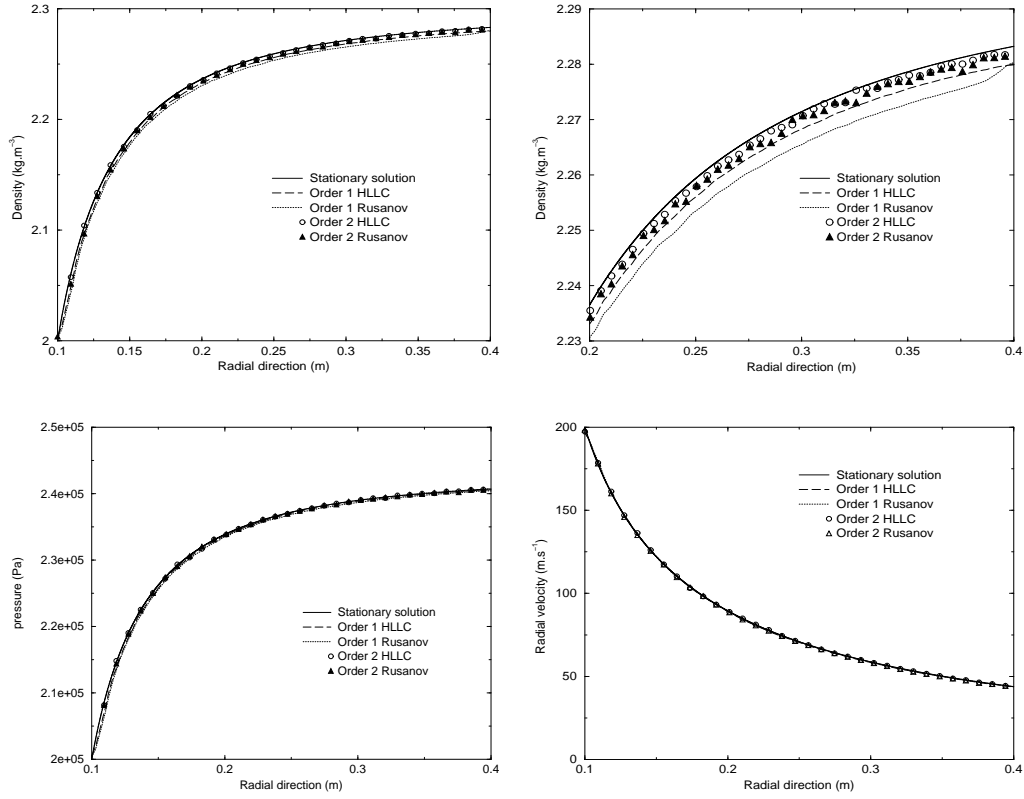 2.3
2.2
2.1
2
Density (kg.m⁻³)
Stationary solution
Order 1 HLLC
Order 1 Rusanov
Order 2 HLLC
Order 2 Rusanov
0.1 0.15 0.2 0.25 0.3 0.35 0.4
Radial direction (m)
2.29
2.28
2.27
2.26
2.25
2.24
2.23
Density (kg.m⁻³)
Stationary solution
Order 1 HLLC
Order 1 Rusanov
Order 2 HLLC
Order 2 Rusanov
0.2 0.25 0.3 0.35 0.4
Radial direction (m)
2.5e+05
2.4e+05
2.3e+05
2.2e+05
2.1e+05
2e+05
pressure (Pa)
Stationary solution
Order 1 HLLC
Order 1 Rusanov
Order 2 HLLC
Order 2 Rusanov
0.1 0.2 0.3 0.4
Radial direction (m)
200
150
100
50
0
Radial velocity (m.s⁻¹)
Stationary solution
Order 1 HLLC
Order 1 Rusanov
Order 2 HLLC
Order 2 Rusanov
0.1 0.2 0.3 0.4
Radial direction (m)